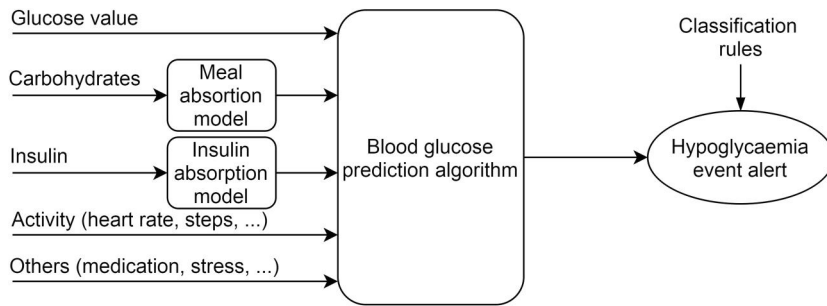 Glucose value
Carbohydrates
Meal
absortion
model
Insulin
Insulin
absorption
model
Activity (heart rate, steps, ...)
Others (medication, stress, ...)
Blood glucose
prediction algorithm
Classification
rules
Hypoglycaemia
event alert